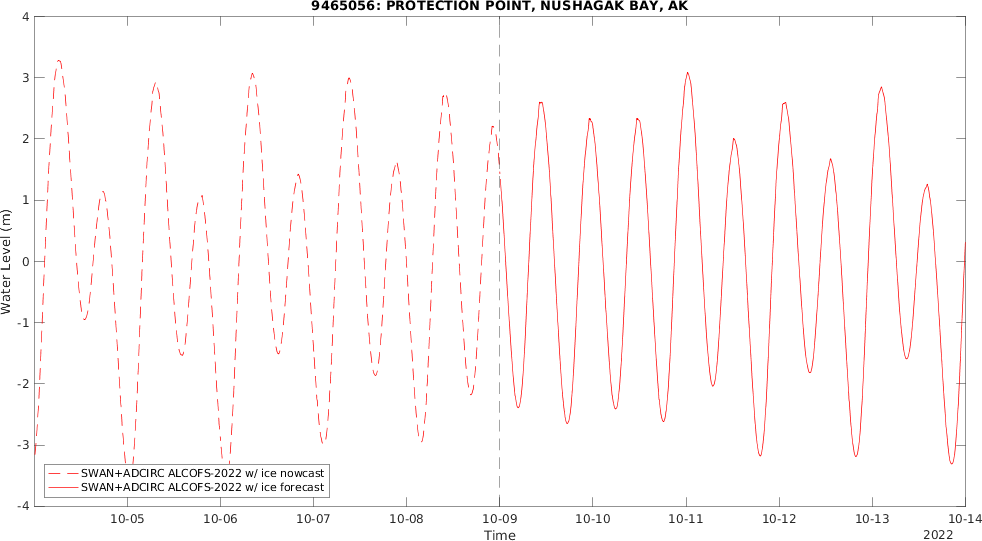 9465056: PROTECTION POINT, NUSHAGAK BAY, AK
4
3
2
1
0
-1
-2
-3
-4
Water Level (m)
SWAN+ADCIRC ALCOFS-2022 w/ ice nowcast
SWAN+ADCIRC ALCOFS-2022 w/ ice forecast
10-05 10-06 10-07 10-08 10-09 10-10 10-11 10-12 10-13 10-14
Time
2022